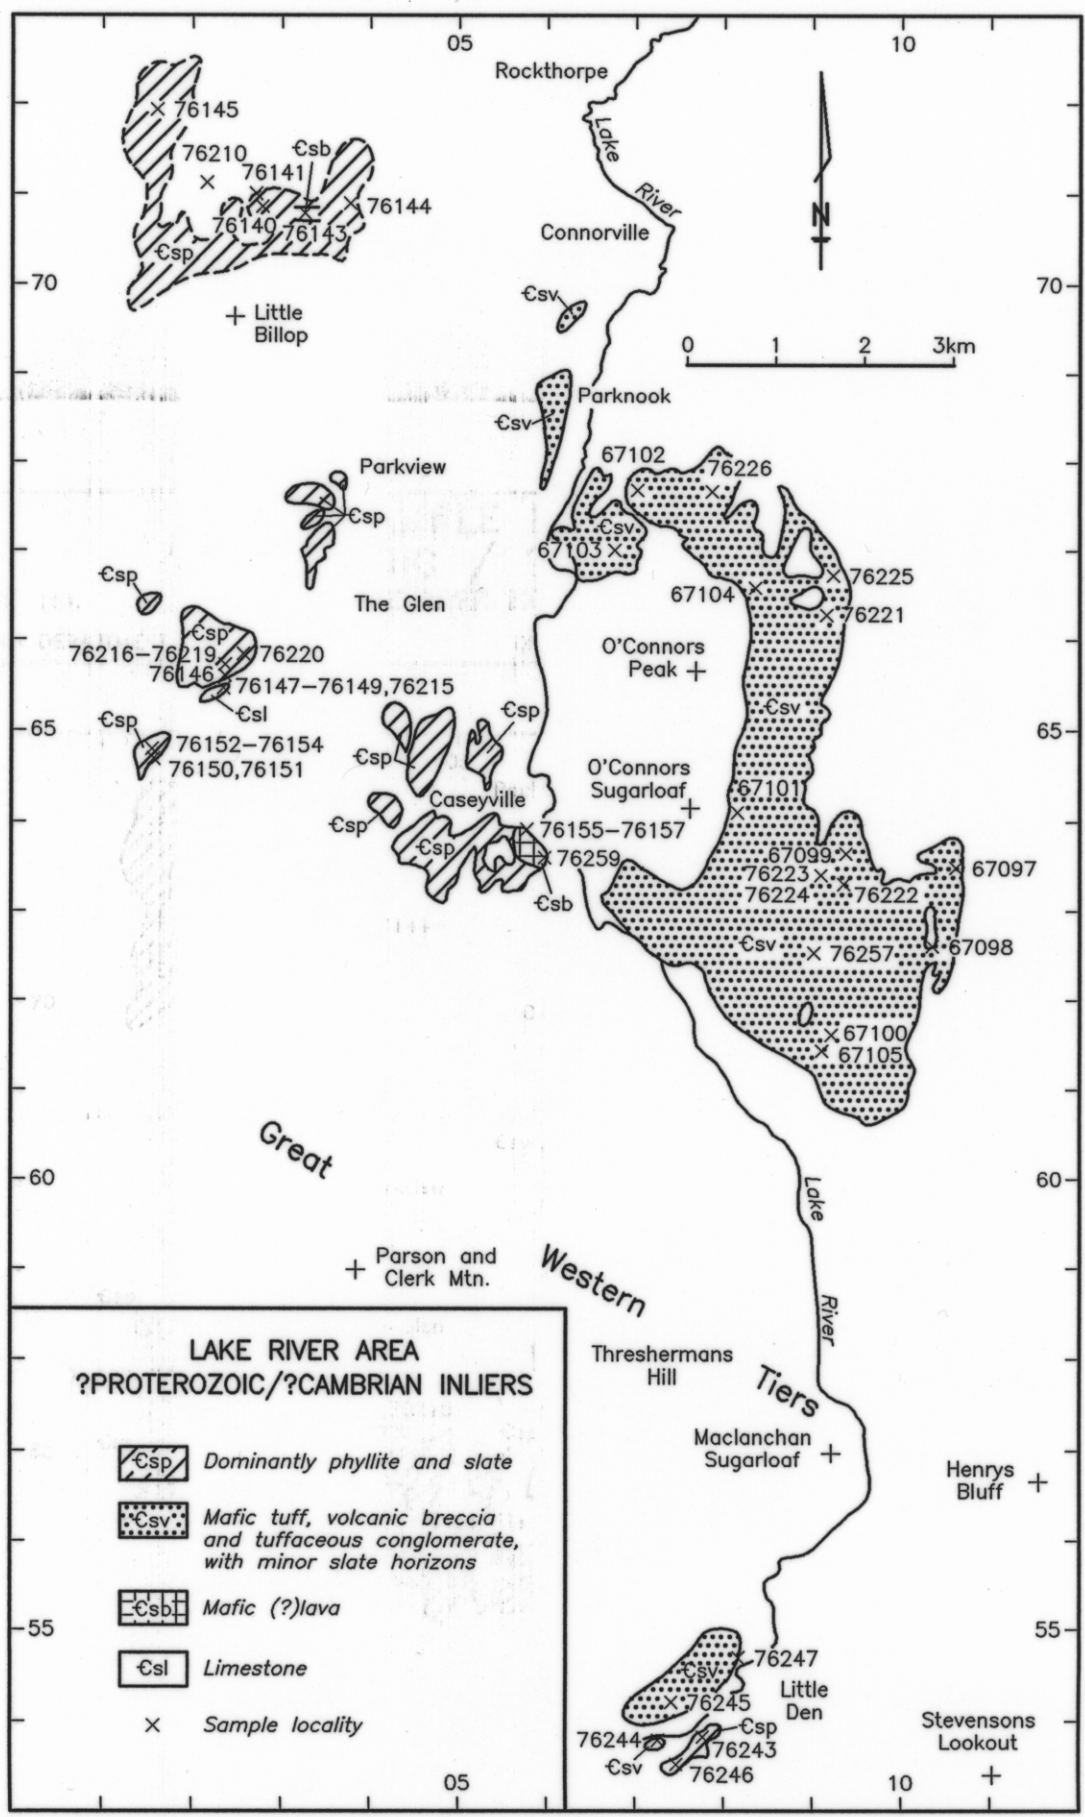 05
10
Rockthorpe
76145
Lake
76210
Єsb
76141
River
76144
76140
76143
Connorville
Єsp
N
70
70
Єsv
Little
Billop
0
1
2
3km
Parknook
Єsv
67102
Parkview
76226
Єsp
Єsv
67103
Єsp
76225
67104
The Glen
76221
Єsp
O'Connors
Peak
76216–76219
76220
76146
76147–76149,76215
Єsl
Єsp
Єsp
Єsv
65
65
76152–76154
Єsp
76150,76151
O'Connors
Sugarloaf
67101
Caseyville
Єsp
76155–76157
Єsp
67099
76259
76223
67097
76224
76222
Єsb
Єsv
76257
67098
67100
67105
Great
60
60
Lake
Parson and
Clerk Mtn.
Western
River
Threshermans
Hill
Tiers
Maclanchan
Sugarloaf
Henrys
Bluff
LAKE RIVER AREA
?PROTEROZOIC/?CAMBRIAN INLIERS
Єsp
Dominantly phyllite and slate
Єsv
Mafic tuff, volcanic breccia
and tuffaceous conglomerate,
with minor slate horizons
Єsb
Mafic (?)lava
Єsl
Limestone
Sample locality
55
55
76247
Єsv
Little
Den
76245
Єsp
76244
76243
Єsv
76246
Stevensons
Lookout
05
10